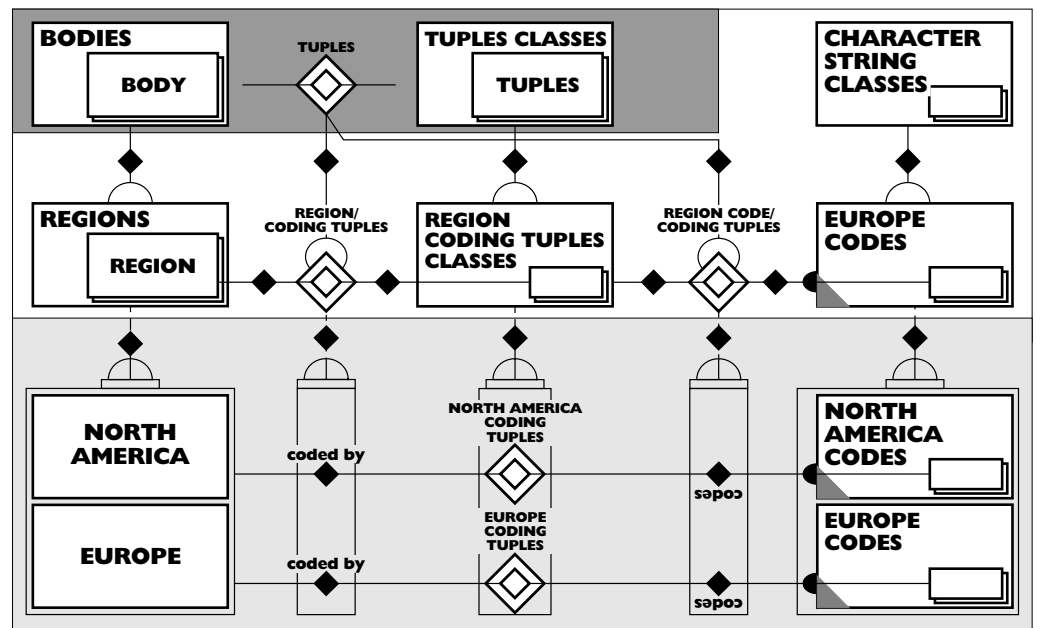 BODIES
BODY
TUPLES
TUPLES CLASSES
TUPLES
CHARACTER
STRING
CLASSES
REGIONS
REGION
REGION/
CODING TUPLES
REGION
CODING TUPLES
CLASSES
REGION CODE/
CODING TUPLES
EUROPE
CODES
NORTH
AMERICA
coded by
NORTH AMERICA
CODING
TUPLES
codes
NORTH
AMERICA
CODES
EUROPE
coded by
EUROPE
CODING
TUPLES
codes
EUROPE
CODES